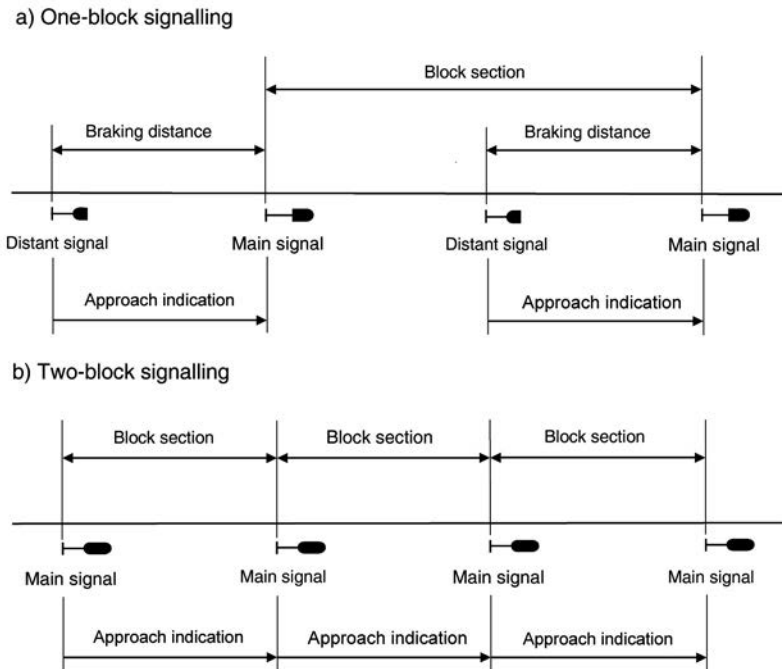 a) One-block signalling
Block section
Braking distance
Braking distance
Distant signal
Main signal
Distant signal
Main signal
Approach indication
Approach indication
b) Two-block signalling
Block section
Block section
Block section
Main signal
Main signal
Main signal
Main signal
Approach indication
Approach indication
Approach indication